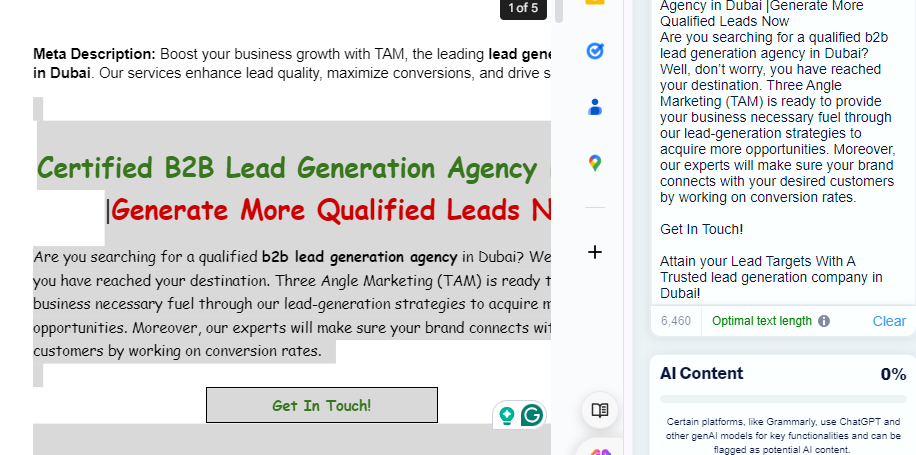 1 of 5
Meta Description: Boost your business growth with TAM, the leading lead gene
in Dubai. Our services enhance lead quality, maximize conversions, and drive s
Certified B2B Lead Generation Agency
|Generate More Qualified Leads N
Are you searching for a qualified b2b lead generation agency in Dubai? We
you have reached your destination. Three Angle Marketing (TAM) is ready t
business necessary fuel through our lead-generation strategies to acquire m
opportunities. Moreover, our experts will make sure your brand connects wit
customers by working on conversion rates.
Get In Touch!
Agency in Dubai |Generate More
Qualified Leads Now
Are you searching for a qualified b2b
lead generation agency in Dubai?
Well, don't worry, you have reached
your destination. Three Angle
Marketing (TAM) is ready to provide
your business necessary fuel through
our lead-generation strategies to
acquire more opportunities. Moreover,
our experts will make sure your brand
connects with your desired customers
by working on conversion rates.
Get In Touch!
Attain your Lead Targets With A
Trusted lead generation company in
Dubai!
6,460 Optimal text length Clear
AI Content 0%
Certain platforms, like Grammarly, use ChatGPT and
other genAI models for key functionalities and can be
flagged as potential AI content.